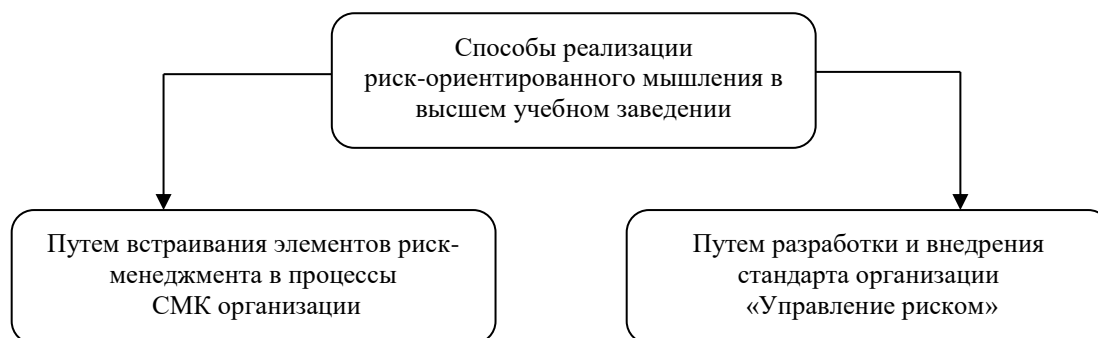 Способы реализации
риск-ориентированного мышления в
высшем учебном заведении
Путем встраивания элементов риск-
менеджмента в процессы
СМК организации
Путем разработки и внедрения
стандарта организации
«Управление риском»